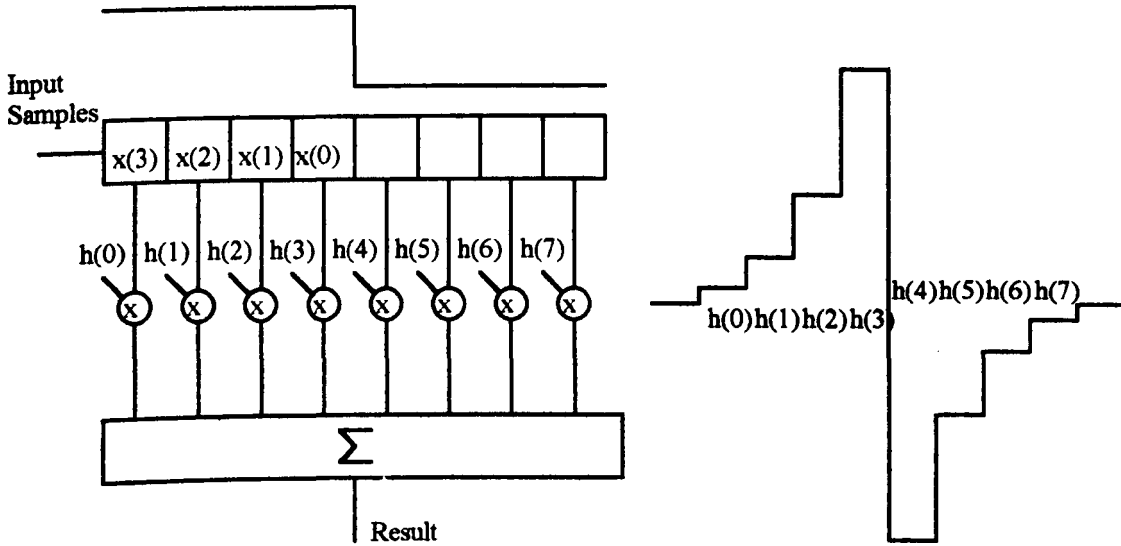 Input
Samples
x(3) x(2) x(1) x(0)
h(0) h(1) h(2) h(3) h(4) h(5) h(6) h(7)
x x x x x x x x
Σ
Result
h(4) h(5) h(6) h(7)
h(0) h(1) h(2) h(3)